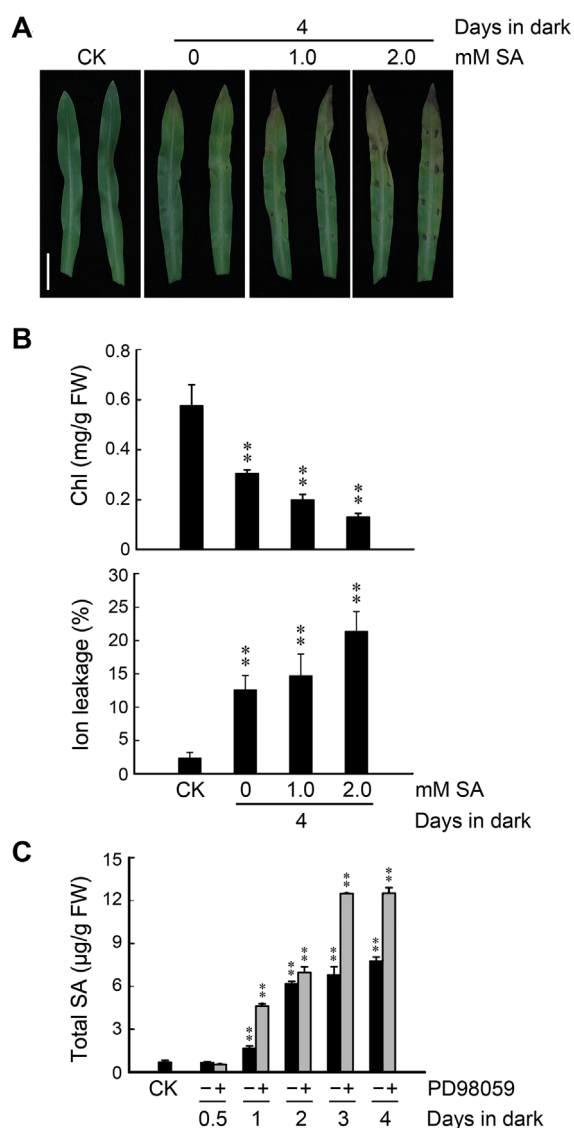 A
4 Days in dark
CK 0 1.0 2.0 mM SA
B
0.8
0.6
0.4
0.2
0
Chl (mg/g FW)
** ** **
30
25
20
15
10
5
0
Ion leakage (%)
** ** **
CK 0 1.0 2.0 mM SA
4 Days in dark
C
15
12
9
6
3
0
Total SA (μg/g FW)
** ** ** ** ** ** ** **
CK − + − + − + − + − + PD98059
0.5 1 2 3 4 Days in dark